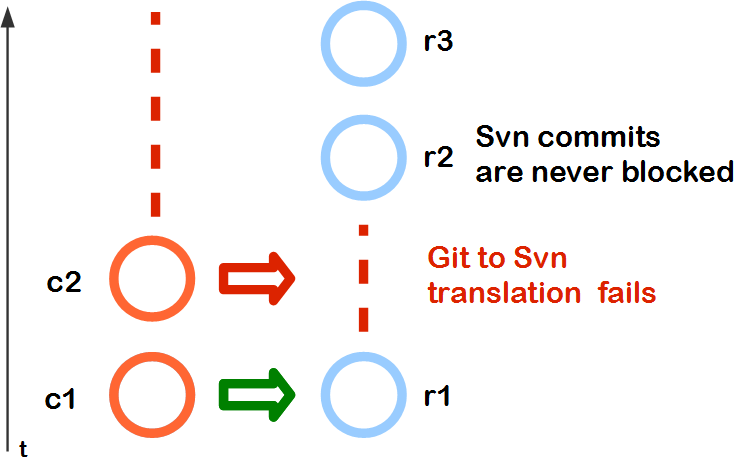 r3
Svn commits
r2
are never blocked
Git to Svn
c2
translation fails
c1
r1
t